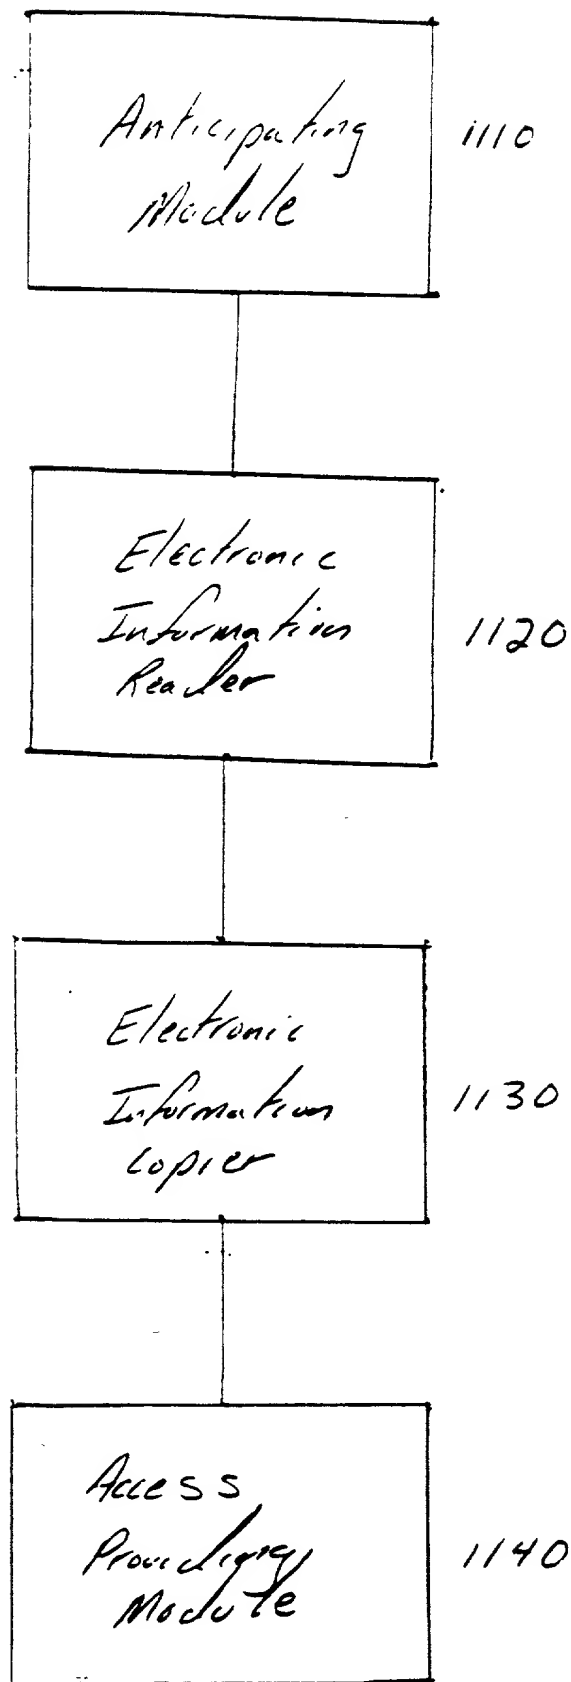 Anticipating
Module
1110
Electronic
Information
Reader
1120
Electronic
Information
Copier
1130
Access
Providing
Module
1140